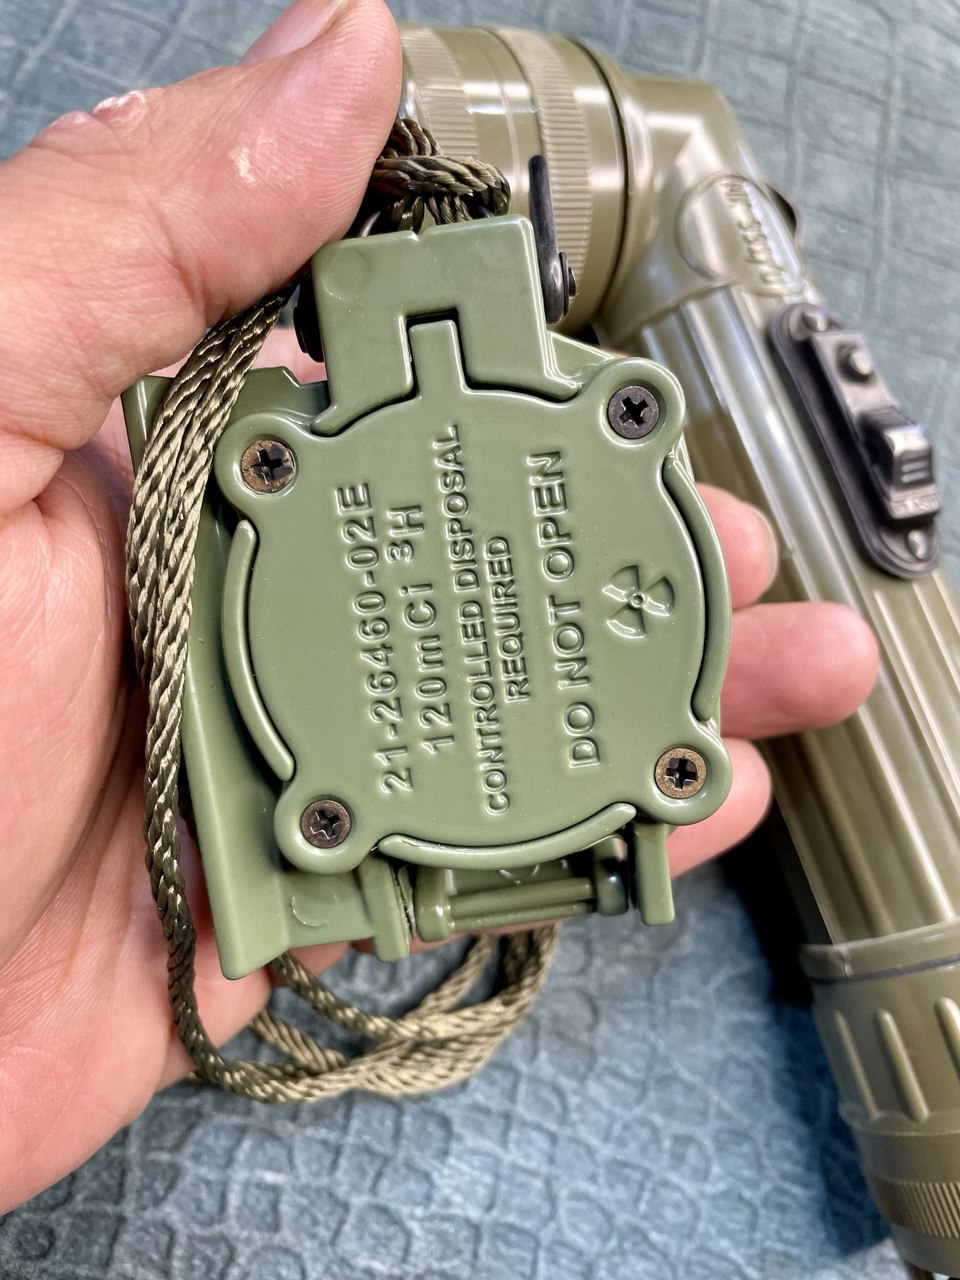 21-26460-02E
120mCi ³H
CONTROLLED DISPOSAL
REQUIRED
DO NOT OPEN